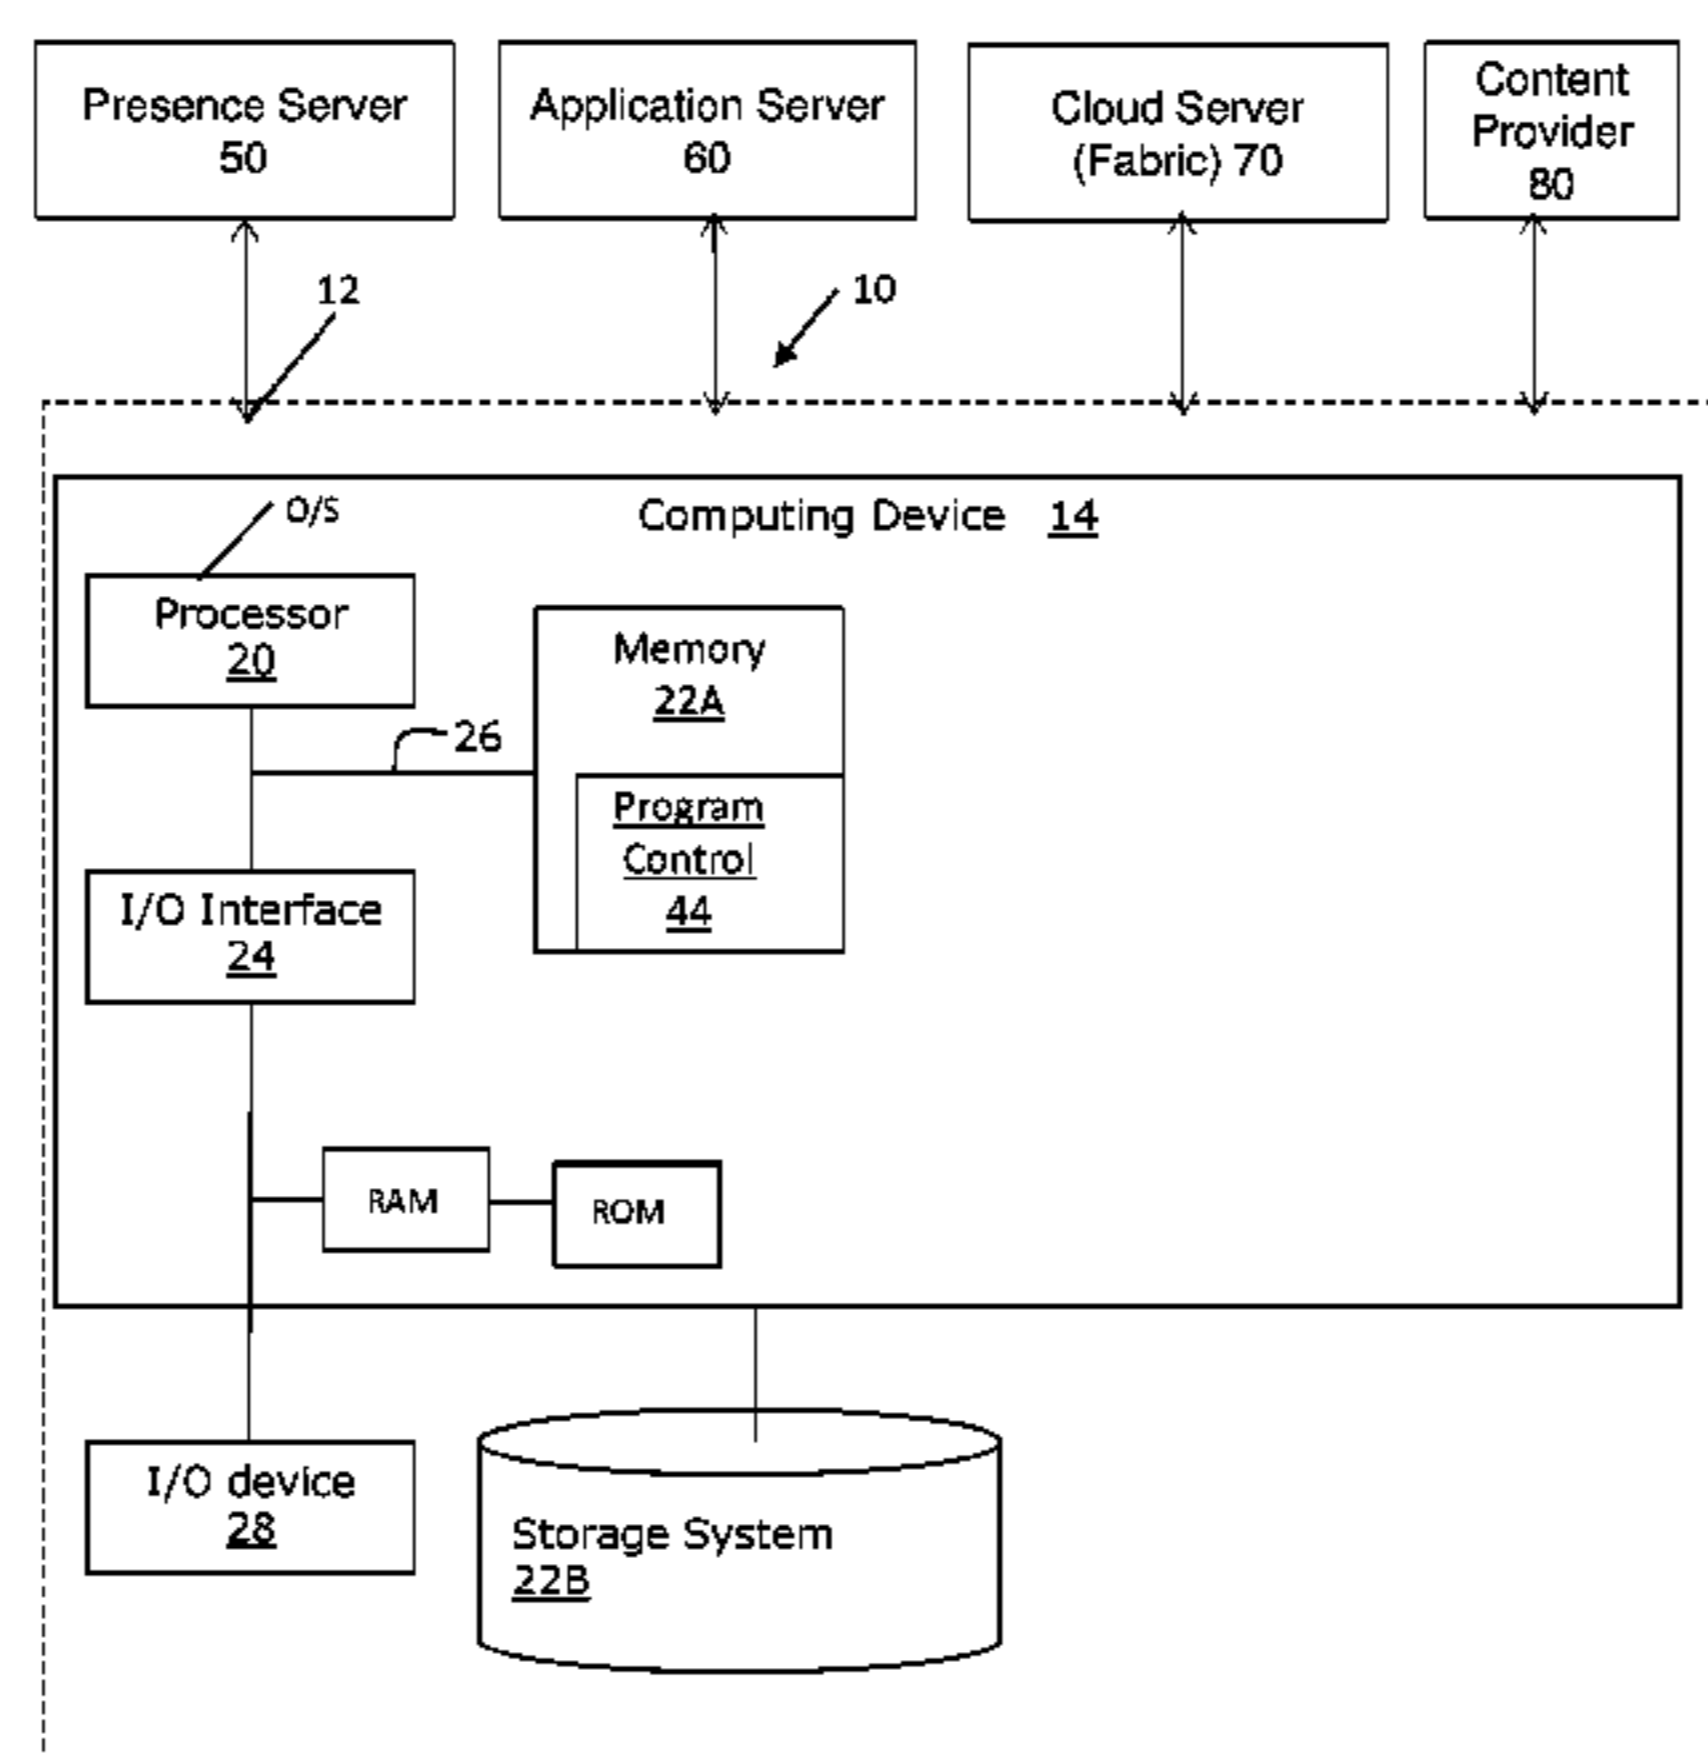 Presence Server
50
Application Server
60
Cloud Server
(Fabric) 70
Content
Provider
80
12
10
O/S
Computing Device 14
Processor
20
Memory
22A
26
Program
Control
44
I/O Interface
24
RAM
ROM
I/O device
28
Storage System
22B